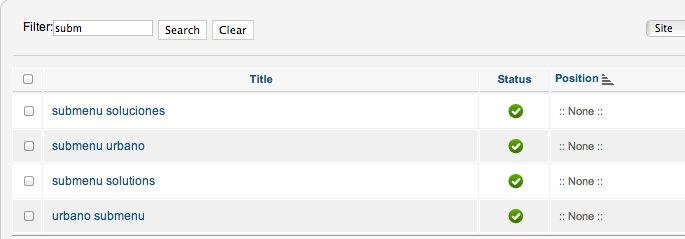 Filter: subm Search Clear Site
Title Status Position
submenu soluciones :: None ::
submenu urbano :: None ::
submenu solutions :: None ::
urbano submenu :: None ::